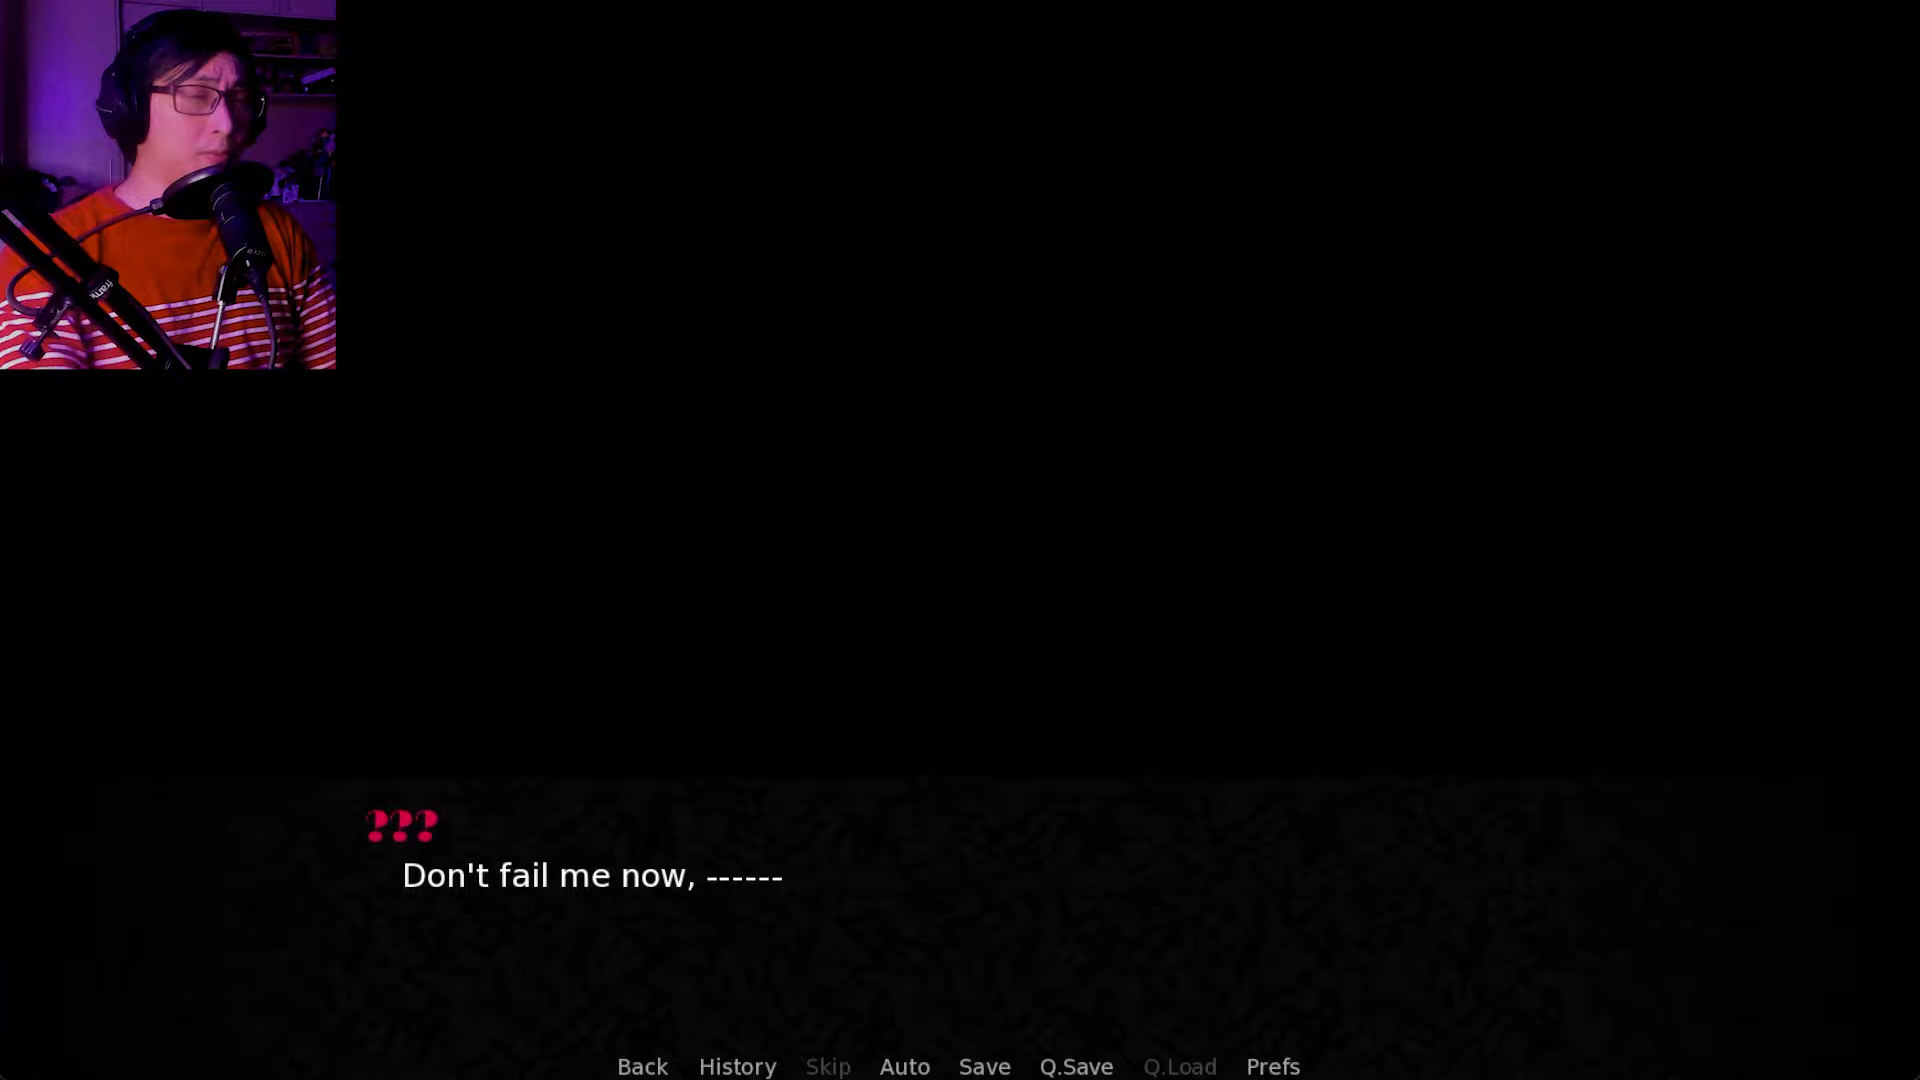 ???
Don't fail me now, ------
Back History Skip Auto Save Q.Save Q.Load Prefs